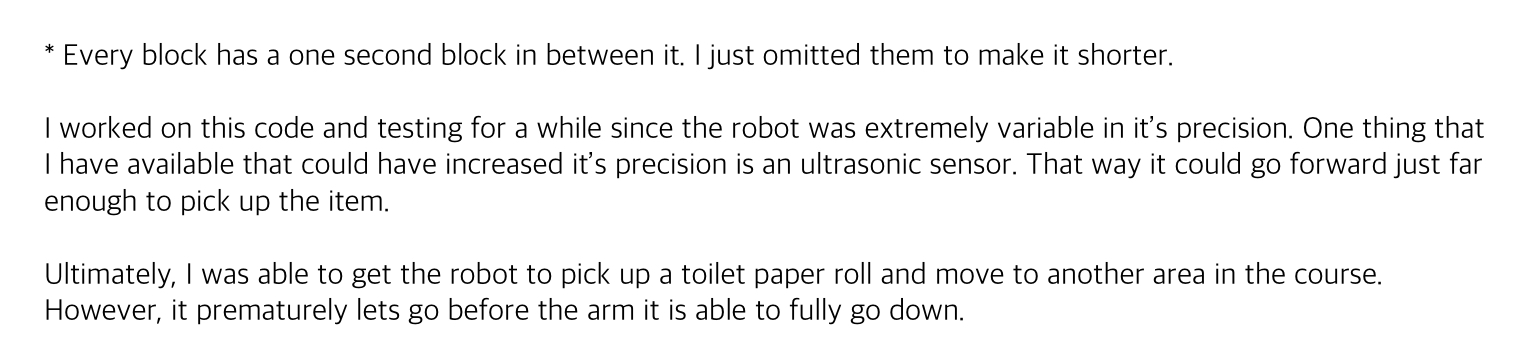 * Every block has a one second block in between it. I just omitted them to make it shorter.
I worked on this code and testing for a while since the robot was extremely variable in it’s precision. One thing that
I have available that could have increased it’s precision is an ultrasonic sensor. That way it could go forward just far
enough to pick up the item.
Ultimately, I was able to get the robot to pick up a toilet paper roll and move to another area in the course.
However, it prematurely lets go before the arm it is able to fully go down.